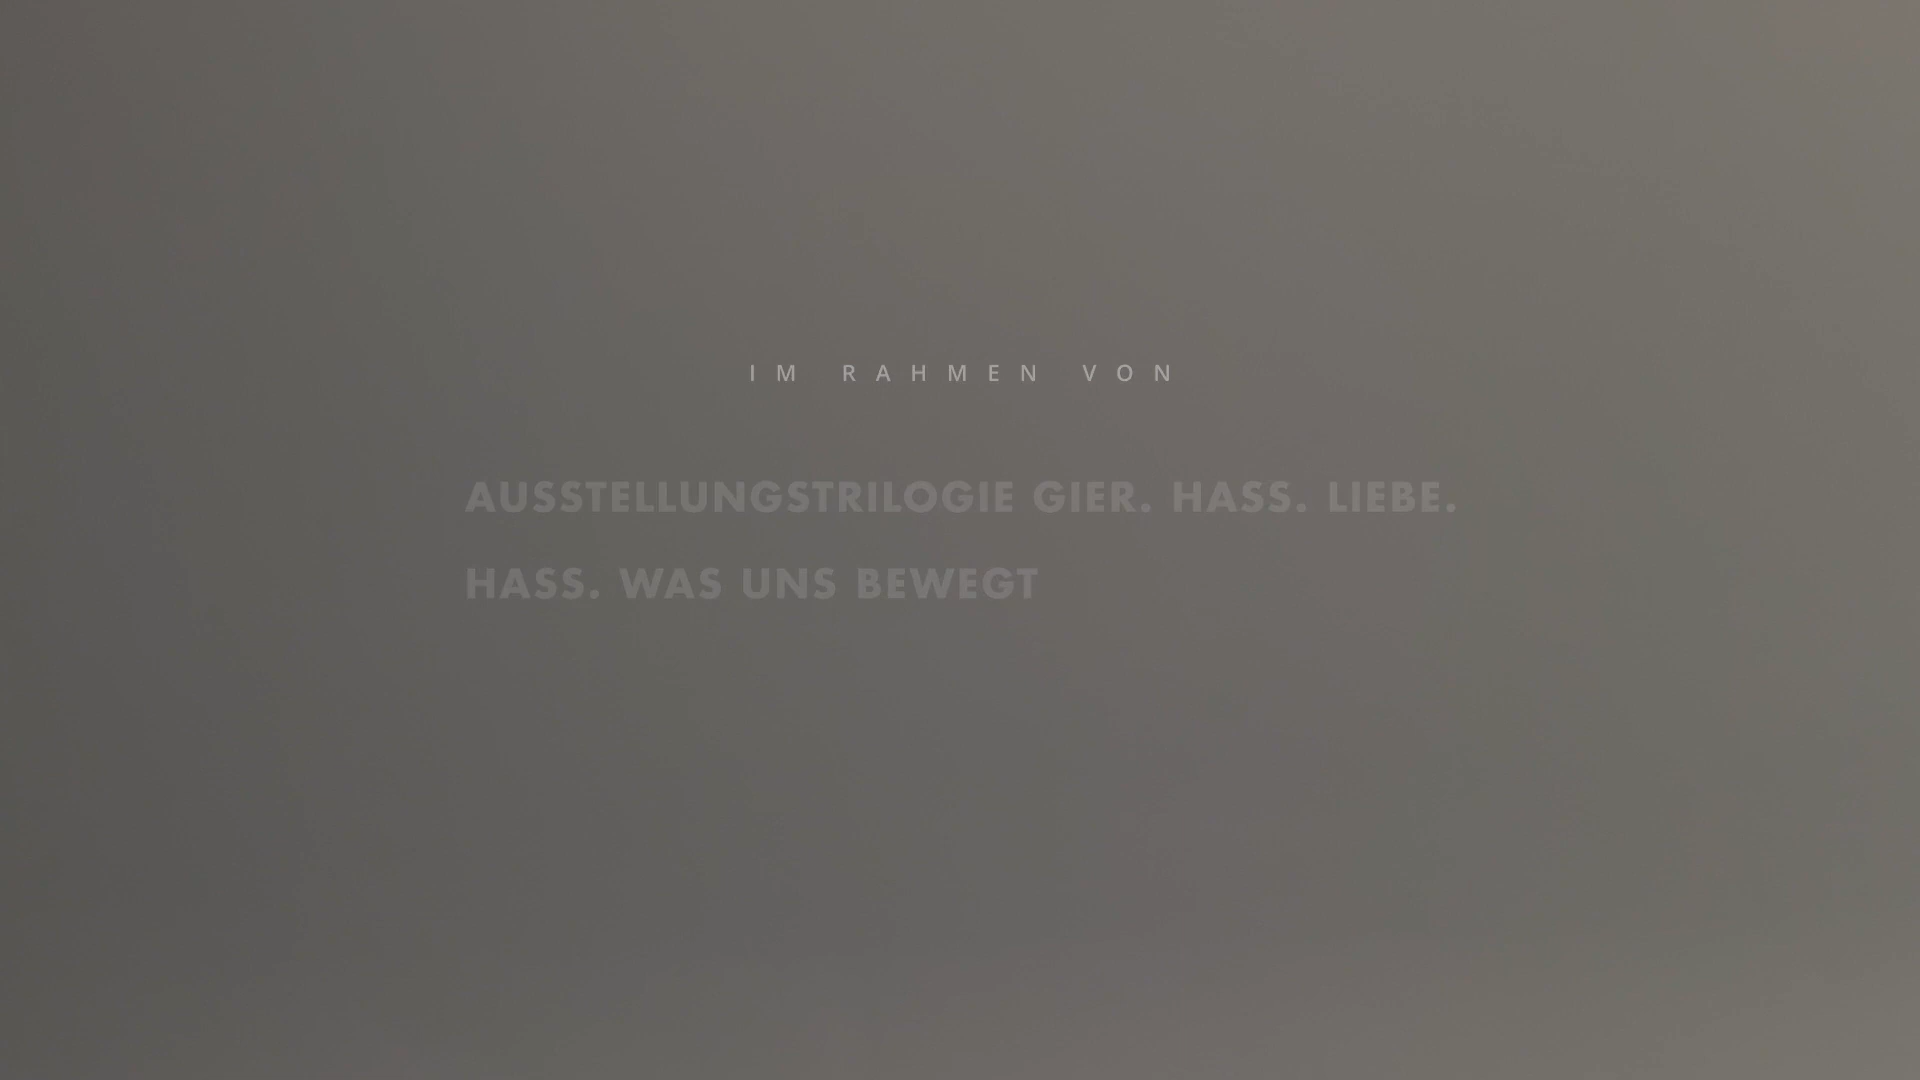 IM RAHMEN VON
AUSSTELLUNGSTRILOGIE GIER. HASS. LIEBE.
HASS. WAS UNS BEWEGT